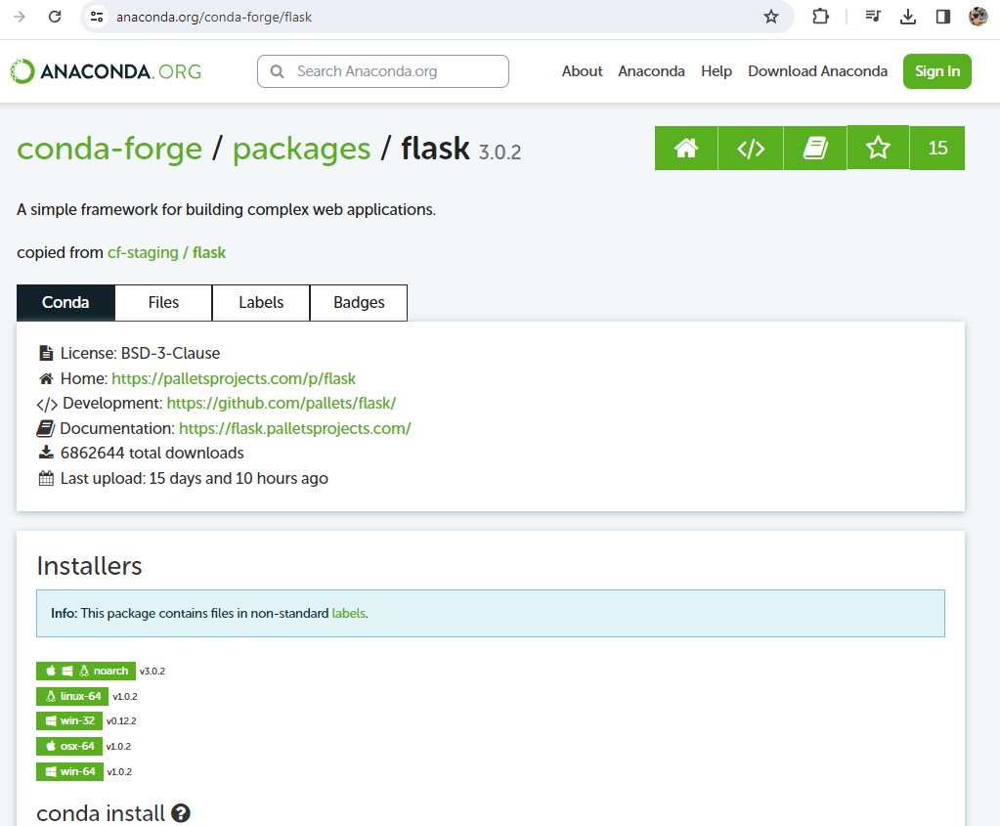 anaconda.org/conda-forge/flask
ANACONDA.ORG
Search Anaconda.org
About Anaconda Help Download Anaconda Sign In
conda-forge / packages / flask 3.0.2
15
A simple framework for building complex web applications.
copied from cf-staging / flask
Conda Files Labels Badges
License: BSD-3-Clause
Home: https://palletsprojects.com/p/flask
</> Development: https://github.com/pallets/flask/
Documentation: https://flask.palletsprojects.com/
6862644 total downloads
Last upload: 15 days and 10 hours ago
Installers
Info: This package contains files in non-standard labels.
noarch v3.0.2
linux-64 v1.0.2
win-32 v0.12.2
osx-64 v1.0.2
win-64 v1.0.2
conda install ?